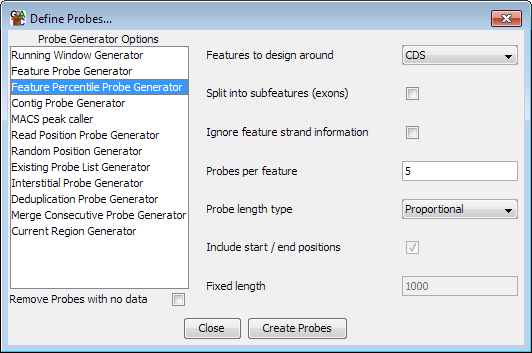 Define Probes...
Probe Generator Options
Running Window Generator
Feature Probe Generator
Feature Percentile Probe Generator
Contig Probe Generator
MACS peak caller
Read Position Probe Generator
Random Position Generator
Existing Probe List Generator
Interstitial Probe Generator
Deduplication Probe Generator
Merge Consecutive Probe Generator
Current Region Generator
Remove Probes with no data
Features to design around CDS
Split into subfeatures (exons)
Ignore feature strand information
Probes per feature 5
Probe length type Proportional
Include start / end positions
Fixed length 1000
Close Create Probes